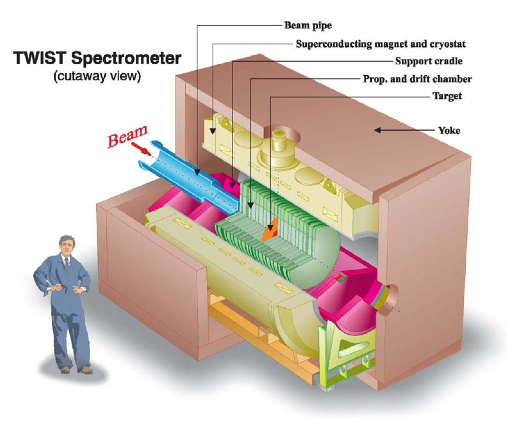 Beam pipe
Superconducting magnet and cryostat
TWIST Spectrometer
(cutaway view)
Support cradle
Prop. and drift chamber
Target
Yoke
Beam